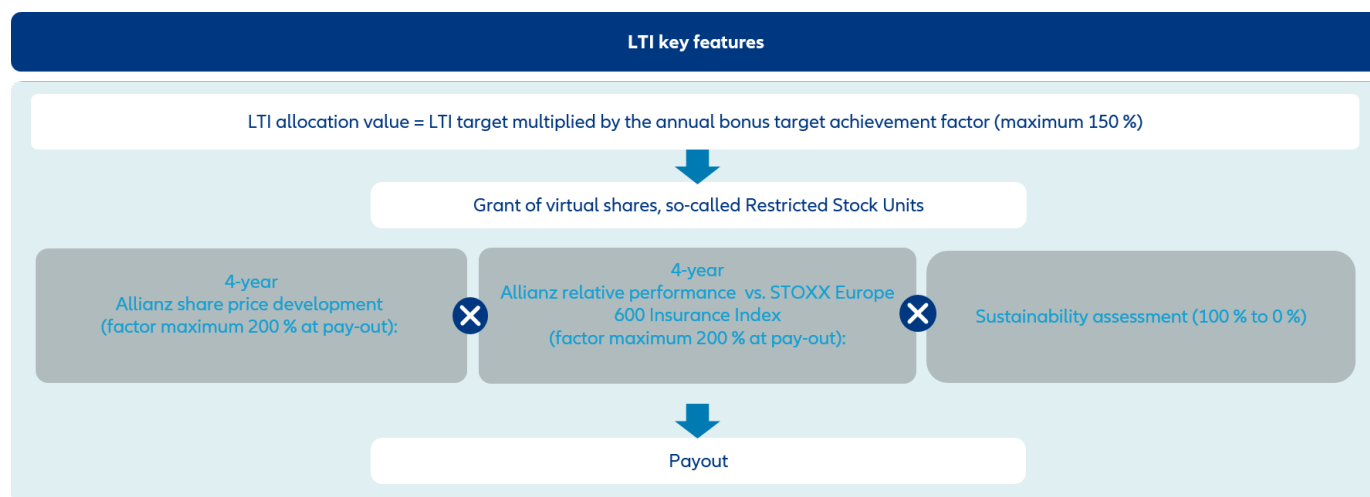 LTI key features
LTI allocation value = LTI target multiplied by the annual bonus target achievement factor (maximum 150 %)
Grant of virtual shares, so-called Restricted Stock Units
4-year
Allianz share price development
(factor maximum 200 % at pay-out):
4-year
Allianz relative performance vs. STOXX Europe
600 Insurance Index
(factor maximum 200 % at pay-out):
Sustainability assessment (100 % to 0 %)
Payout